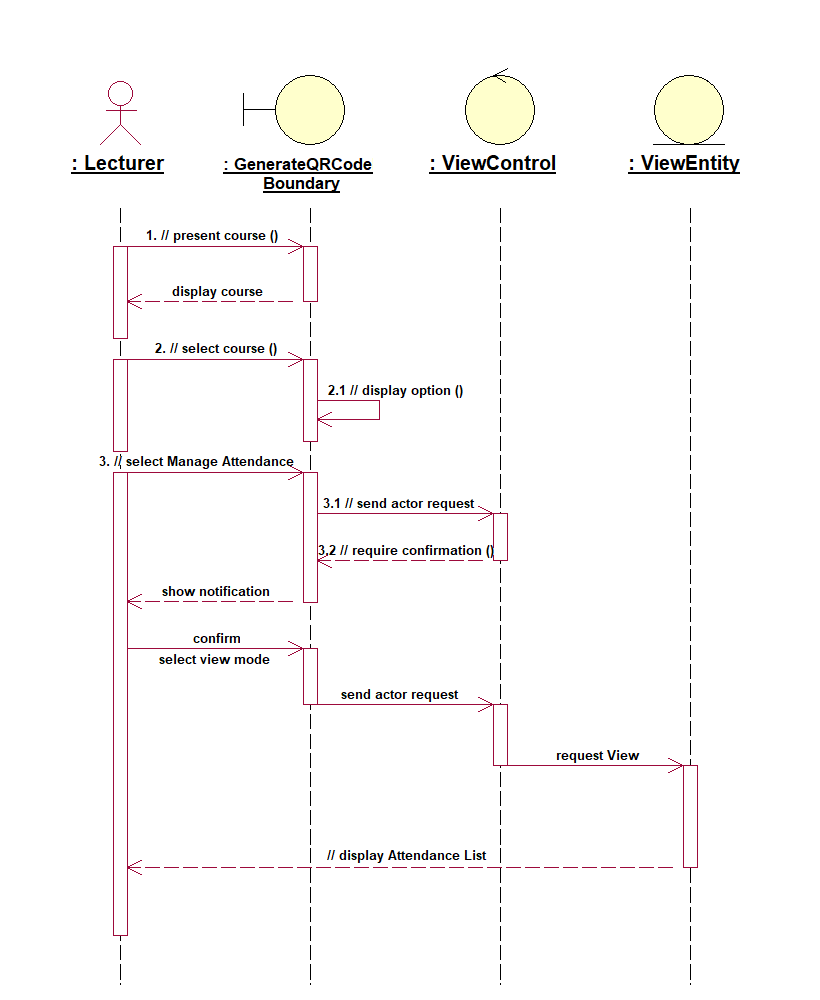 : Lecturer
: GenerateQRCode
Boundary
: ViewControl
: ViewEntity
1. // present course ()
display course
2. // select course ()
2.1 // display option ()
3. // select Manage Attendance
3.1 // send actor request
3.2 // require confirmation ()
show notification
confirm
select view mode
send actor request
request View
// display Attendance List